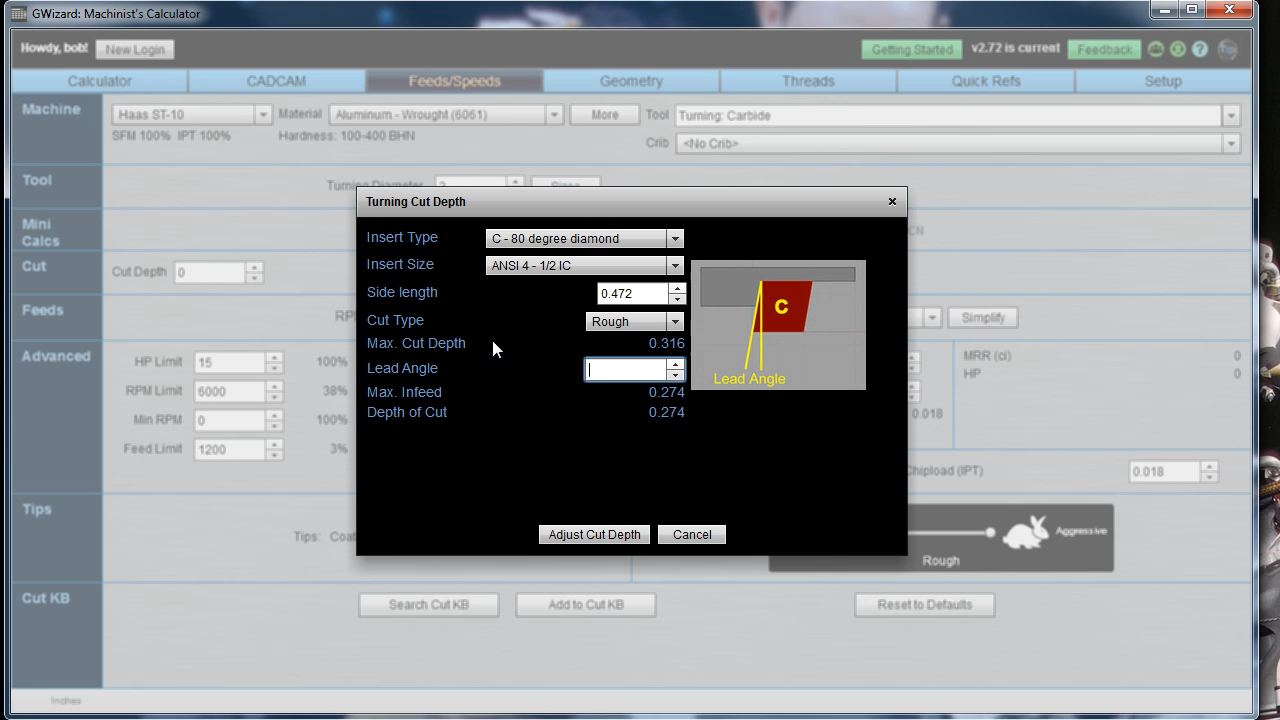 GWizard: Machinist's Calculator
Howdy, bob! New Login Getting Started v2.72 is current Feedback
Calculator CADCAM Feeds/Speeds Geometry Threads Quick Refs Setup
Machine Haas ST-10 Material Aluminum - Wrought (6061) More Tool Turning: Carbide
SFM 100% IPT 100% Hardness: 100-400 BHN Crib <No Crib>
Tool Turning Diameter
Mini
Calcs
Cut Cut Depth 0
Feeds Simplify
Advanced HP Limit 15 100% MRR (ci) 0
HP 0
RPM Limit 6000 38%
Min RPM 0 100% 0.018
Feed Limit 1200 3%
Chipload (IPT) 0.018
Tips Tips: Aggressive
Rough
Cut KB Search Cut KB Add to Cut KB Reset to Defaults
Inches
Turning Cut Depth
Insert Type C - 80 degree diamond
Insert Size ANSI 4 - 1/2 IC
Side length 0.472
Cut Type Rough
Max. Cut Depth 0.316
Lead Angle
Max. Infeed 0.274
Depth of Cut 0.274
C
Lead Angle
Adjust Cut Depth Cancel